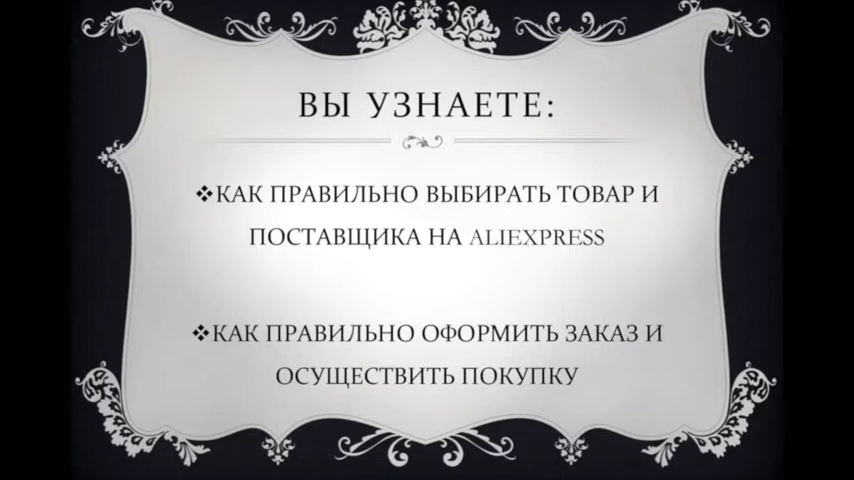 ВЫ УЗНАЕТЕ:
❖КАК ПРАВИЛЬНО ВЫБИРАТЬ ТОВАР И
ПОСТАВЩИКА НА ALIEXPRESS
❖КАК ПРАВИЛЬНО ОФОРМИТЬ ЗАКАЗ И
ОСУЩЕСТВИТЬ ПОКУПКУ